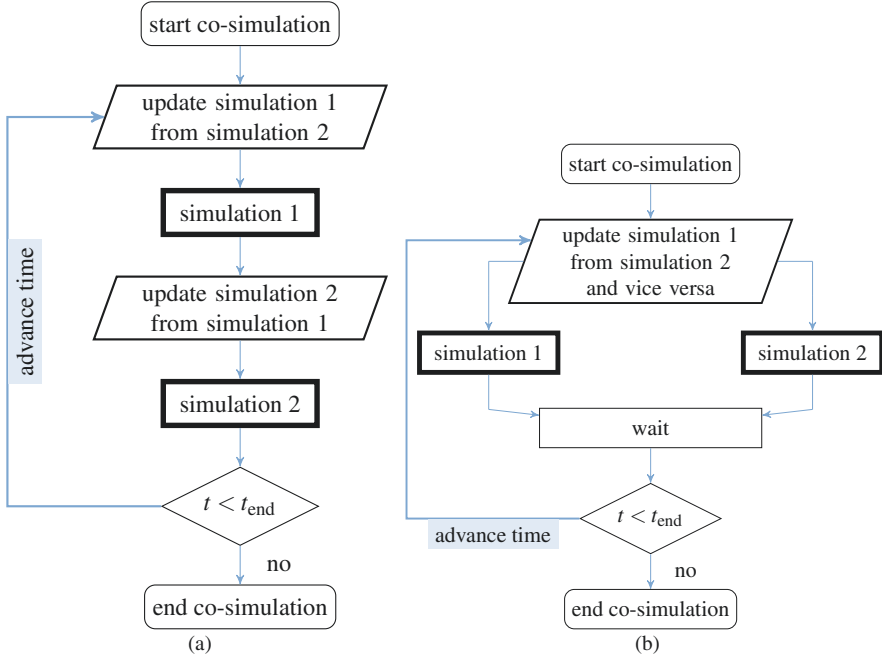 start co-simulation
update simulation 1
from simulation 2
simulation 1
update simulation 2
from simulation 1
simulation 2
t < t_end
advance time
no
end co-simulation
(a)
start co-simulation
update simulation 1
from simulation 2
and vice versa
simulation 1
simulation 2
wait
t < t_end
advance time
no
end co-simulation
(b)